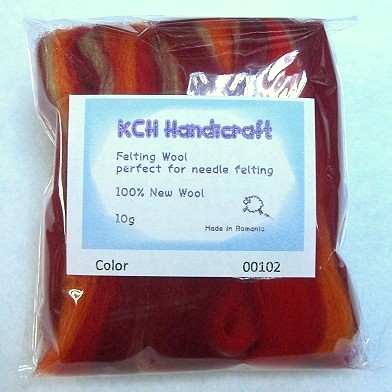 KCH Handicraft
Felting Wool
perfect for needle felting
100% New Wool
10g
Made in Romania
Color 00102